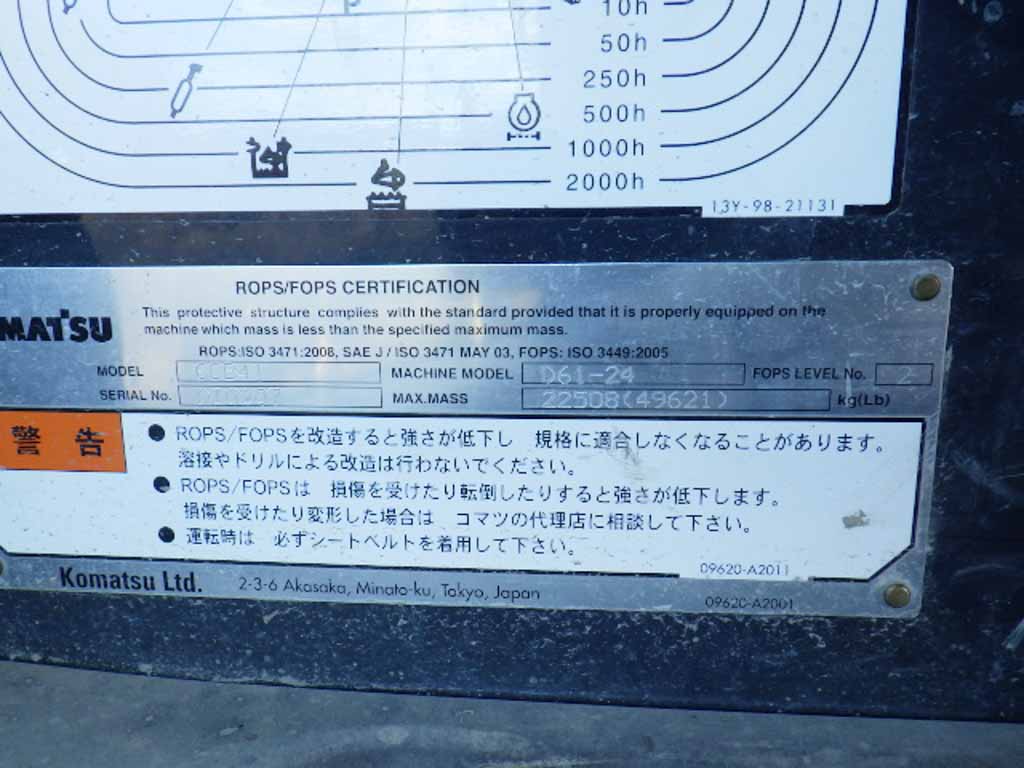 10h
50h
250h
500h
1000h
2000h
13Y-98-21131
ROPS/FOPS CERTIFICATION
MATSU
This protective structure complies with the standard provided that it is properly equipped on the
machine which mass is less than the specified maximum mass.
ROPS:ISO 3471:2008, SAE J / ISO 3471 MAY 03, FOPS: ISO 3449:2005
MODEL MACHINE MODEL D61-24 FOPS LEVEL No. 2
SERIAL No. MAX.MASS 22508(49621) kg(Lb)
警 告
● ROPS/FOPSを改造すると強さが低下し 規格に適合しなくなることがあります。
溶接やドリルによる改造は行わないでください。
● ROPS/FOPSは 損傷を受けたり転倒したりすると強さが低下します。
損傷を受けたり変形した場合は コマツの代理店に相談して下さい。
● 運転時は 必ずシートベルトを着用して下さい。
09620-A2011
Komatsu Ltd. 2-3-6 Akasaka, Minato-ku, Tokyo, Japan
09620-A2001